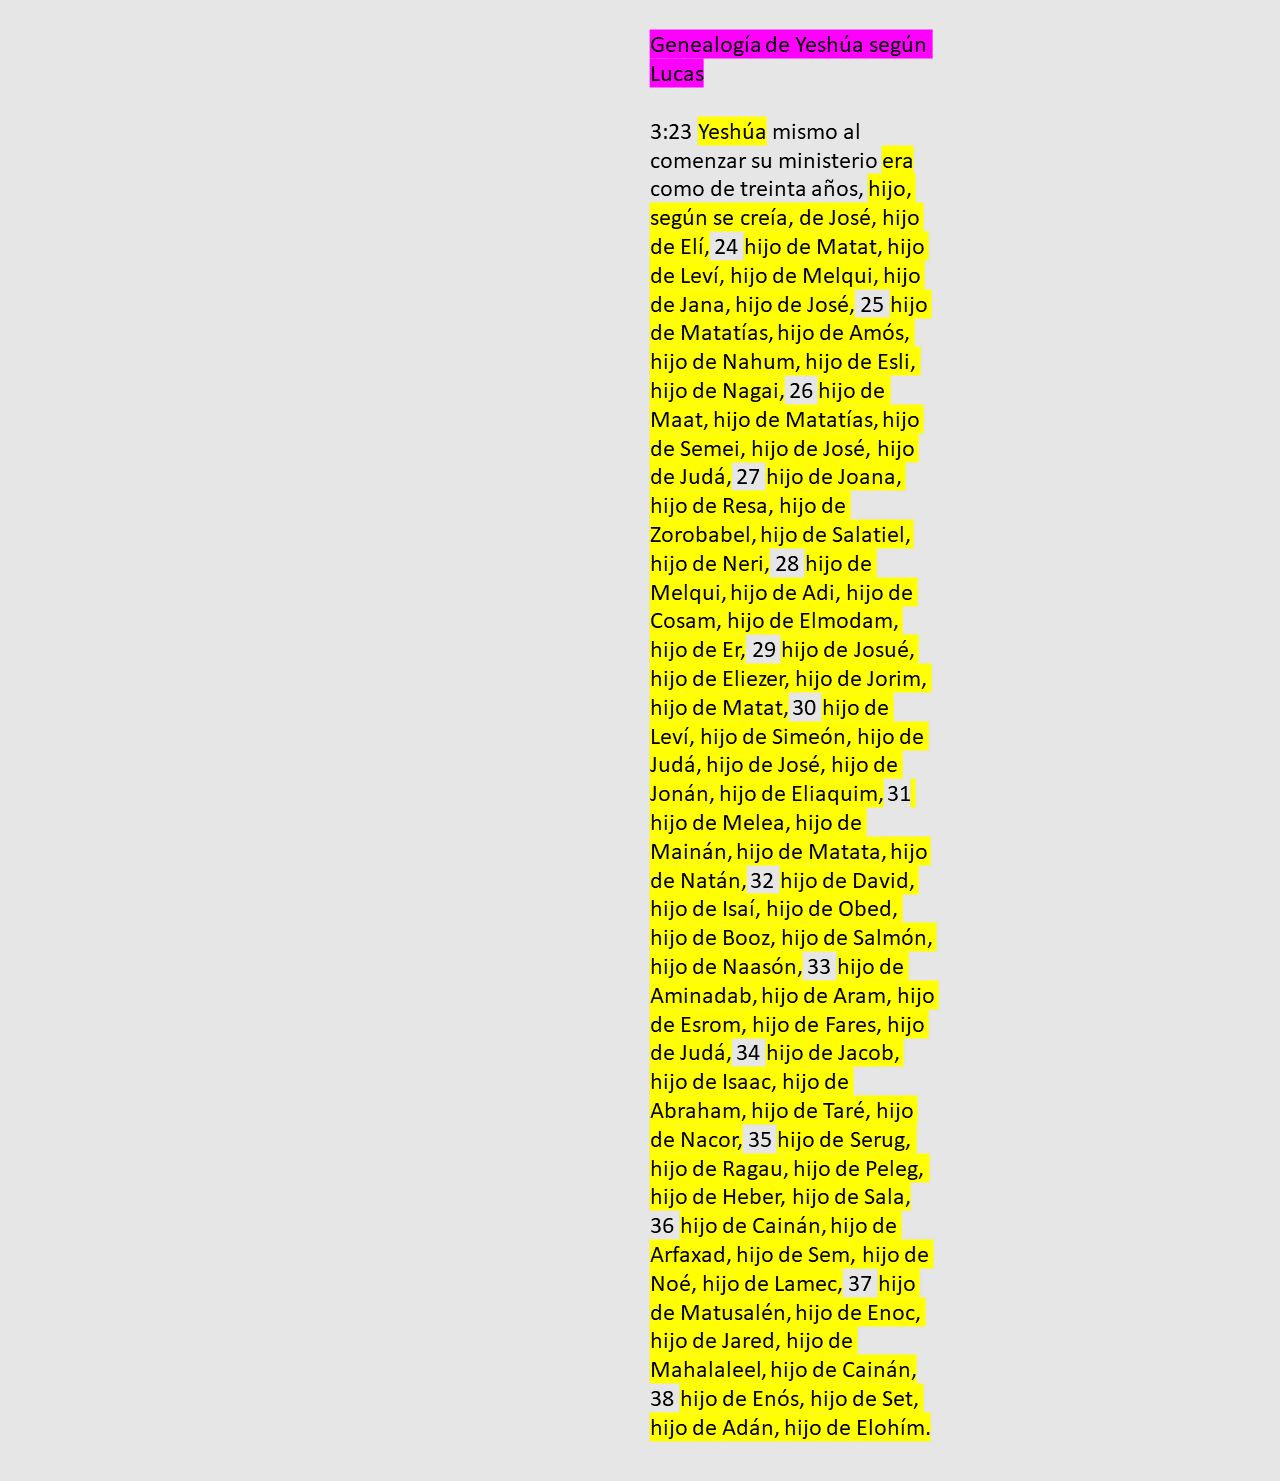 Genealogía de Yeshúa según
Lucas
3:23 Yeshúa mismo al
comenzar su ministerio era
como de treinta años, hijo,
según se creía, de José, hijo
de Elí, 24 hijo de Matat, hijo
de Leví, hijo de Melqui, hijo
de Jana, hijo de José, 25 hijo
de Matatías, hijo de Amós,
hijo de Nahum, hijo de Esli,
hijo de Nagai, 26 hijo de
Maat, hijo de Matatías, hijo
de Semei, hijo de José, hijo
de Judá, 27 hijo de Joana,
hijo de Resa, hijo de
Zorobabel, hijo de Salatiel,
hijo de Neri, 28 hijo de
Melqui, hijo de Adi, hijo de
Cosam, hijo de Elmodam,
hijo de Er, 29 hijo de Josué,
hijo de Eliezer, hijo de Jorim,
hijo de Matat, 30 hijo de
Leví, hijo de Simeón, hijo de
Judá, hijo de José, hijo de
Jonán, hijo de Eliaquim, 31
hijo de Melea, hijo de
Mainán, hijo de Matata, hijo
de Natán, 32 hijo de David,
hijo de Isaí, hijo de Obed,
hijo de Booz, hijo de Salmón,
hijo de Naasón, 33 hijo de
Aminadab, hijo de Aram, hijo
de Esrom, hijo de Fares, hijo
de Judá, 34 hijo de Jacob,
hijo de Isaac, hijo de
Abraham, hijo de Taré, hijo
de Nacor, 35 hijo de Serug,
hijo de Ragau, hijo de Peleg,
hijo de Heber, hijo de Sala,
36 hijo de Cainán, hijo de
Arfaxad, hijo de Sem, hijo de
Noé, hijo de Lamec, 37 hijo
de Matusalén, hijo de Enoc,
hijo de Jared, hijo de
Mahalaleel, hijo de Cainán,
38 hijo de Enós, hijo de Set,
hijo de Adán, hijo de Elohím.